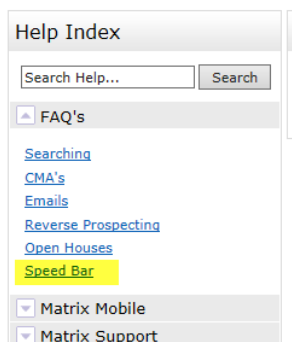 Help Index
Search Help... Search
FAQ's
Searching
CMA's
Emails
Reverse Prospecting
Open Houses
Speed Bar
Matrix Mobile
Matrix Support